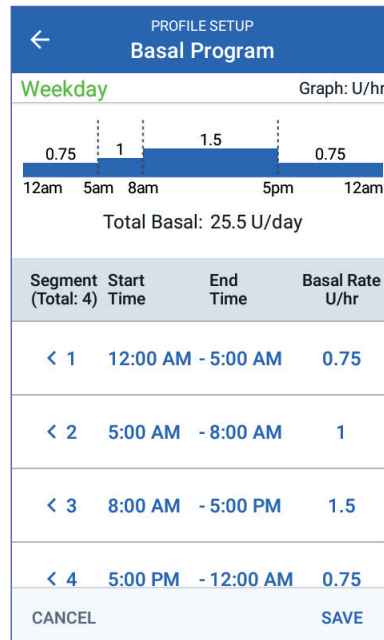 PROFILE SETUP
Basal Program
Weekday Graph: U/hr
0.75 1 1.5 0.75
12am 5am 8am 5pm 12am
Total Basal: 25.5 U/day
Segment (Total: 4) Start Time End Time Basal Rate U/hr
< 1 12:00 AM - 5:00 AM 0.75
< 2 5:00 AM - 8:00 AM 1
< 3 8:00 AM - 5:00 PM 1.5
< 4 5:00 PM - 12:00 AM 0.75
CANCEL SAVE